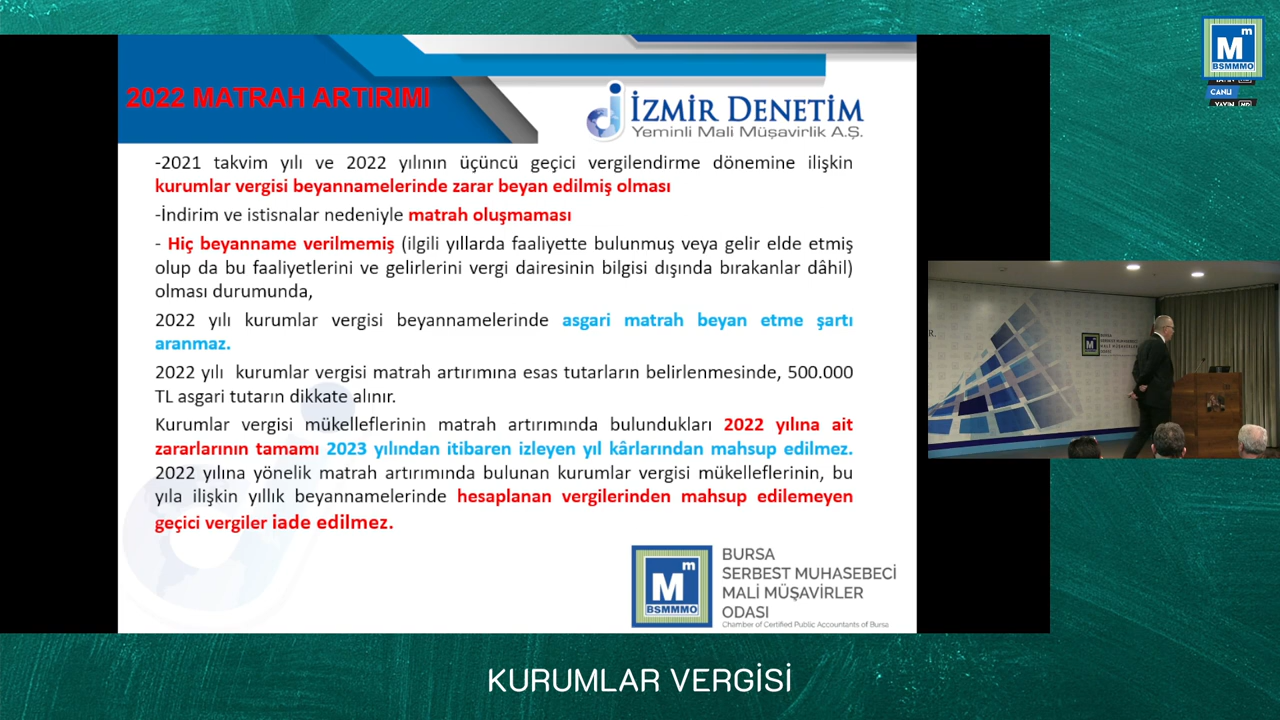 2022 MATRAH ARTIRIMI
İZMİR DENETİM
Yeminli Mali Müşavirlik A.Ş.
-2021 takvim yılı ve 2022 yılının üçüncü geçici vergilendirme dönemine ilişkin
kurumlar vergisi beyannamelerinde zarar beyan edilmiş olması
-İndirim ve istisnalar nedeniyle matrah oluşmaması
- Hiç beyanname verilmemiş (ilgili yıllarda faaliyette bulunmuş veya gelir elde etmiş
olup da bu faaliyetlerini ve gelirlerini vergi dairesinin bilgisi dışında bırakanlar dâhil)
olması durumunda,
2022 yılı kurumlar vergisi beyannamelerinde asgari matrah beyan etme şartı
aranmaz.
2022 yılı kurumlar vergisi matrah artırımına esas tutarların belirlenmesinde, 500.000
TL asgari tutarın dikkate alınır.
Kurumlar vergisi mükelleflerinin matrah artırımında bulundukları 2022 yılına ait
zararlarının tamamı 2023 yılından itibaren izleyen yıl kârlarından mahsup edilmez.
2022 yılına yönelik matrah artırımında bulunan kurumlar vergisi mükelleflerinin, bu
yıla ilişkin yıllık beyannamelerinde hesaplanan vergilerinden mahsup edilemeyen
geçici vergiler iade edilmez.
Mm
BSMMMO
BURSA
SERBEST MUHASEBECİ
MALİ MÜŞAVİRLER
ODASI
Chamber of Certified Public Accountants of Bursa
Mm
BSMMMO
CANLI
KURUMLAR VERGİSİ